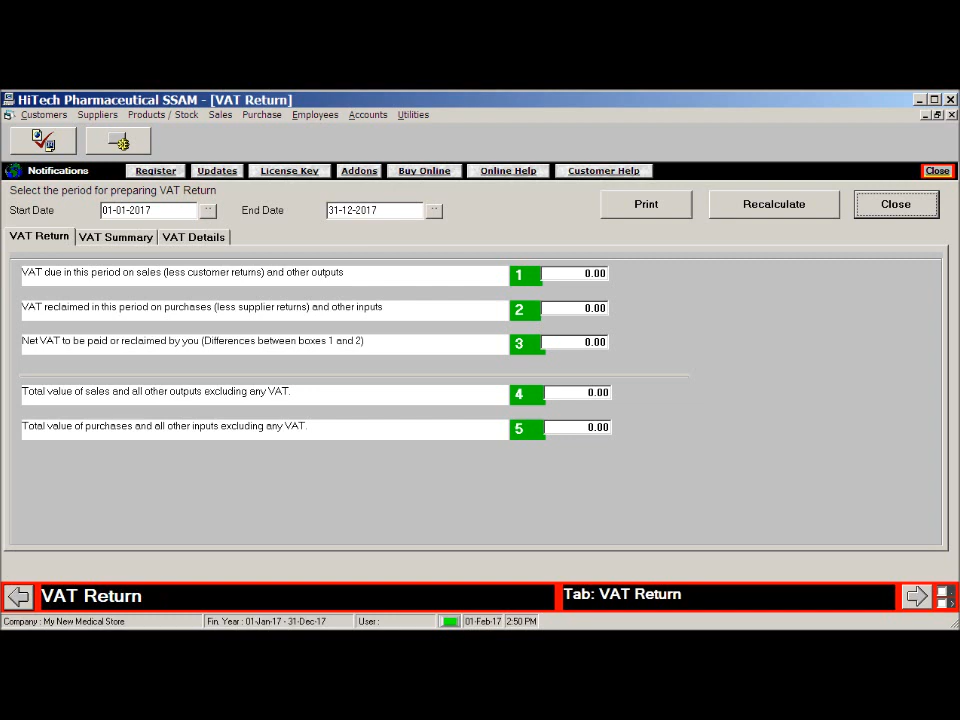 HiTech Pharmaceutical SSAM - [VAT Return]
Customers Suppliers Products / Stock Sales Purchase Employees Accounts Utilities
Notifications Register Updates License Key Addons Buy Online Online Help Customer Help Close
Select the period for preparing VAT Return
Start Date 01-01-2017 End Date 31-12-2017 Print Recalculate Close
VAT Return VAT Summary VAT Details
VAT due in this period on sales (less customer returns) and other outputs 1 0.00
VAT reclaimed in this period on purchases (less supplier returns) and other inputs 2 0.00
Net VAT to be paid or reclaimed by you (Differences between boxes 1 and 2) 3 0.00
Total value of sales and all other outputs excluding any VAT. 4 0.00
Total value of purchases and all other inputs excluding any VAT. 5 0.00
VAT Return Tab: VAT Return
Company : My New Medical Store Fin. Year : 01-Jan-17 - 31-Dec-17 User : 01-Feb-17 2:50 PM